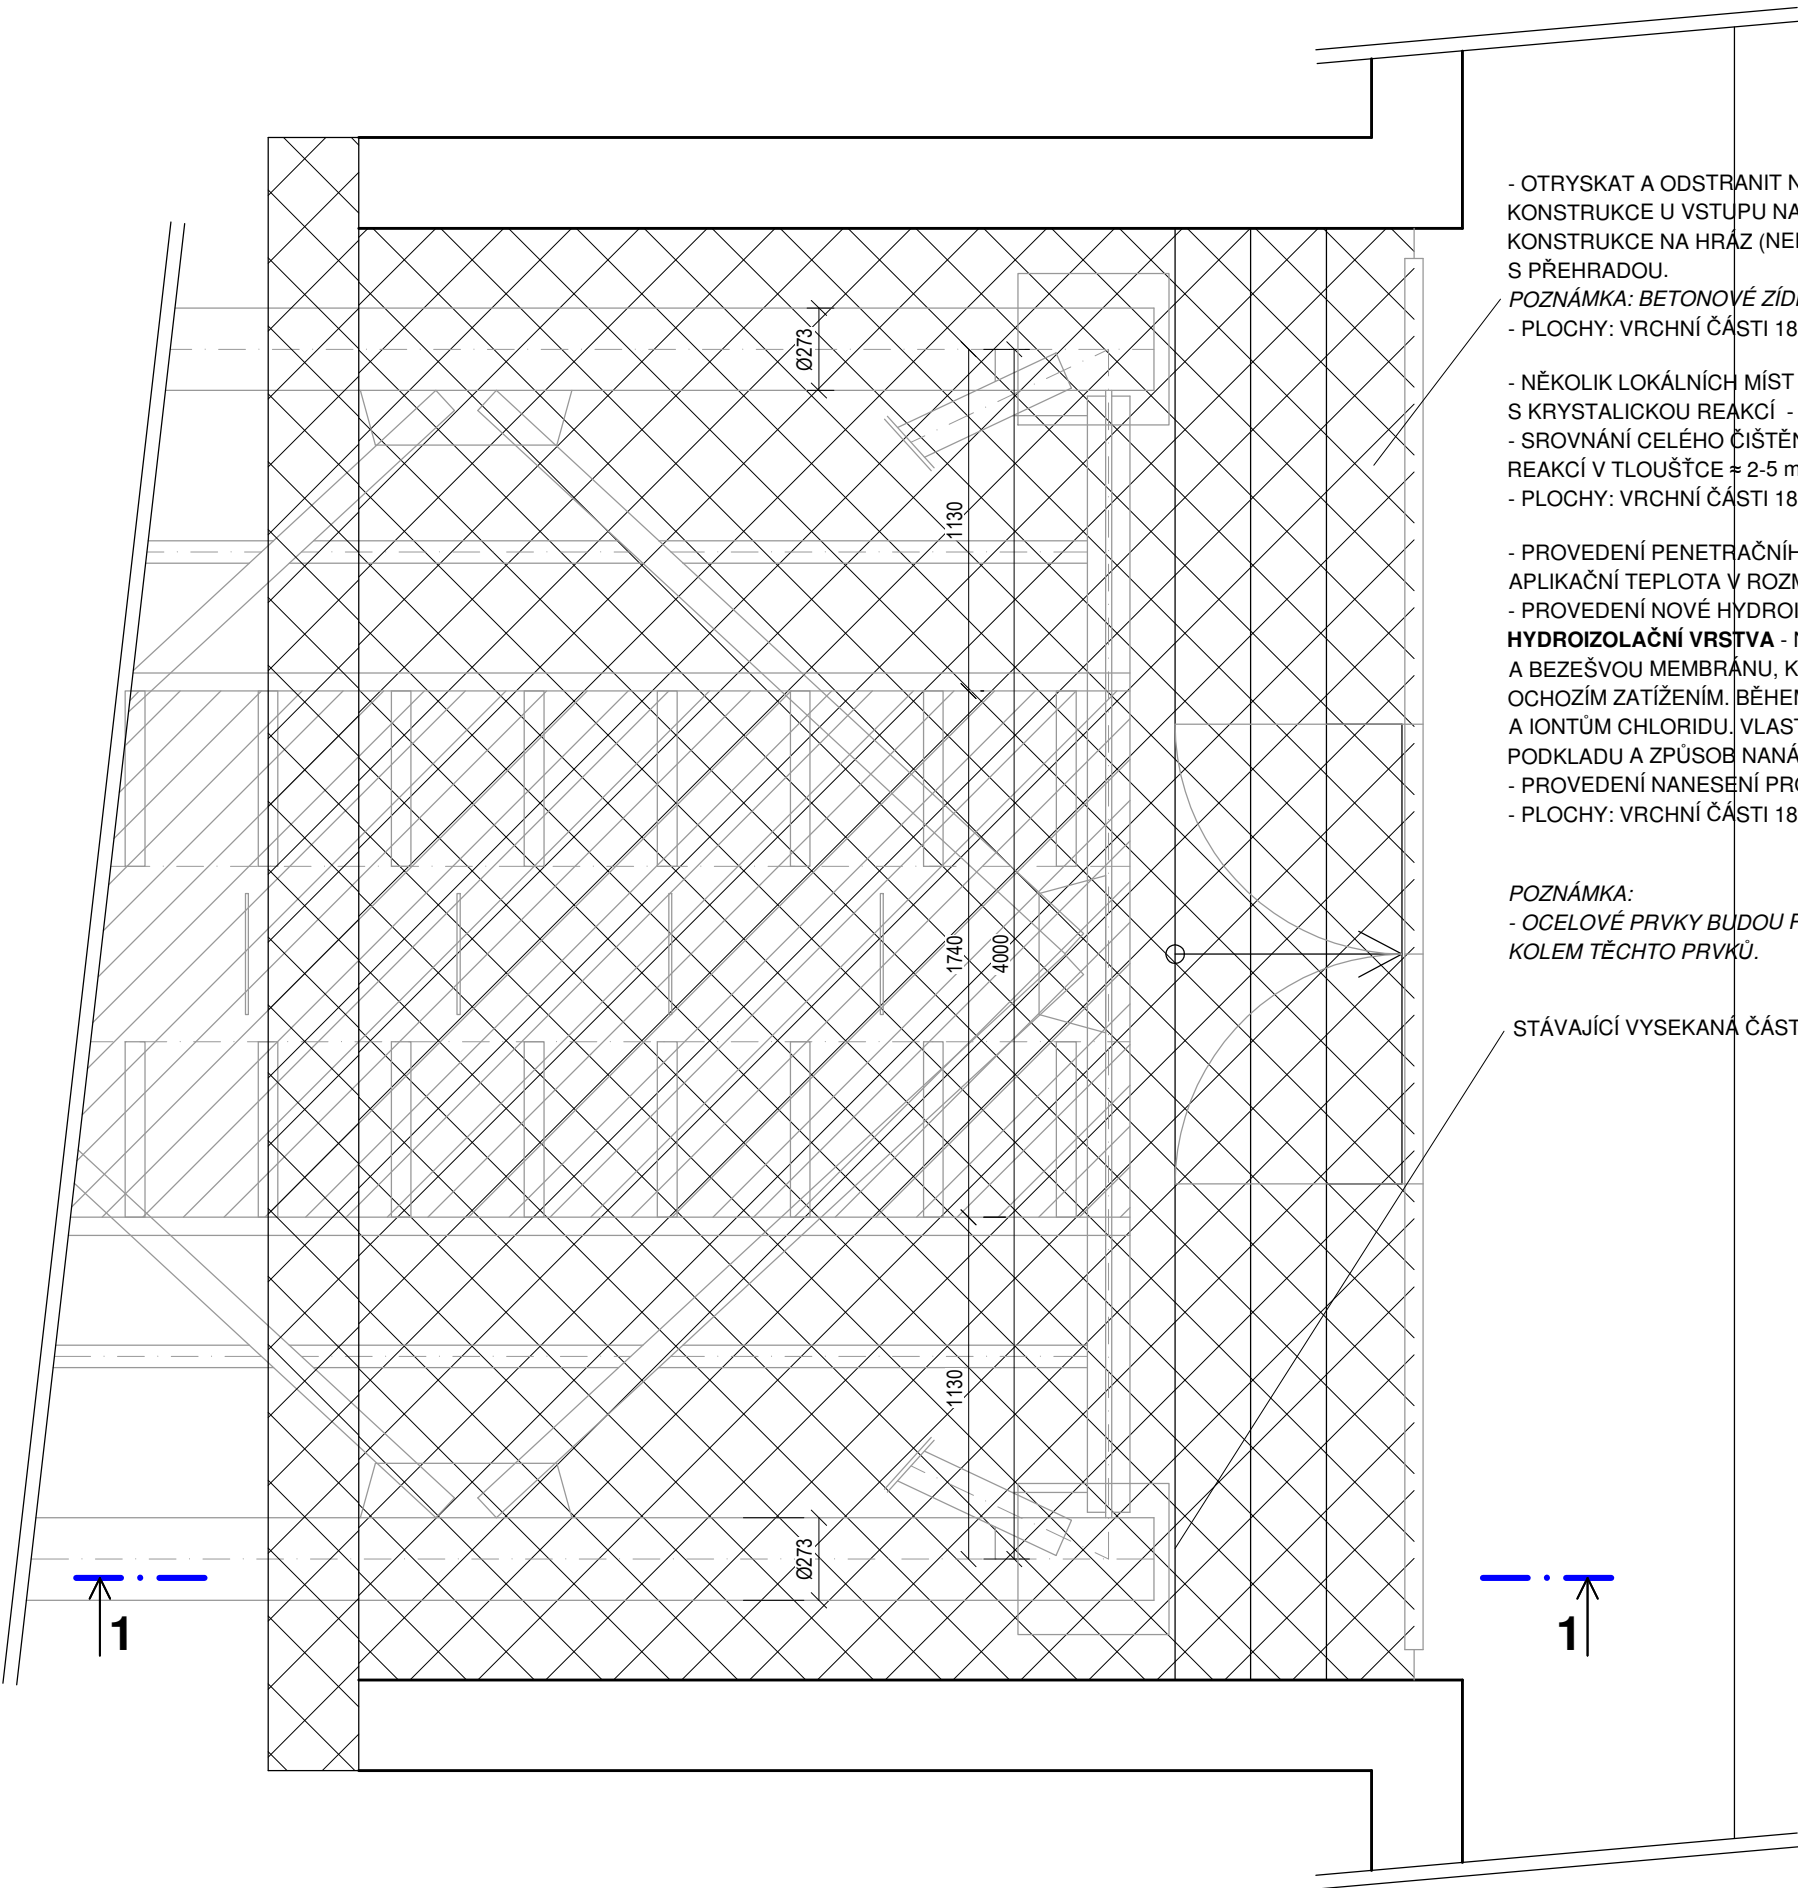 - OTRYSKAT A ODSTRANIT N
KONSTRUKCE U VSTUPU NA
KONSTRUKCE NA HRÁZ (NE
S PŘEHRADOU.
POZNÁMKA: BETONOVÉ ZÍD
- PLOCHY: VRCHNÍ ČÁSTI 18
- NĚKOLIK LOKÁLNÍCH MÍST
S KRYSTALICKOU REAKCÍ -
- SROVNÁNÍ CELÉHO ČIŠTĚN
REAKCÍ V TLOUŠŤCE ≈ 2-5 m
- PLOCHY: VRCHNÍ ČÁSTI 18
- PROVEDENÍ PENETRAČNÍH
APLIKAČNÍ TEPLOTA V ROZM
- PROVEDENÍ NOVÉ HYDROI
HYDROIZOLAČNÍ VRSTVA - N
A BEZEŠVOU MEMBRÁNU, K
OCHOZÍM ZATÍŽENÍM. BĚHEM
A IONTŮM CHLORIDU. VLAST
PODKLADU A ZPŮSOB NANÁ
- PROVEDENÍ NANESENÍ PRO
- PLOCHY: VRCHNÍ ČÁSTI 18
POZNÁMKA:
- OCELOVÉ PRVKY BUDOU P
KOLEM TĚCHTO PRVKŮ.
STÁVAJÍCÍ VYSEKANÁ ČÁST
Ø273
1130
1740
4000
1130
Ø273
1
1